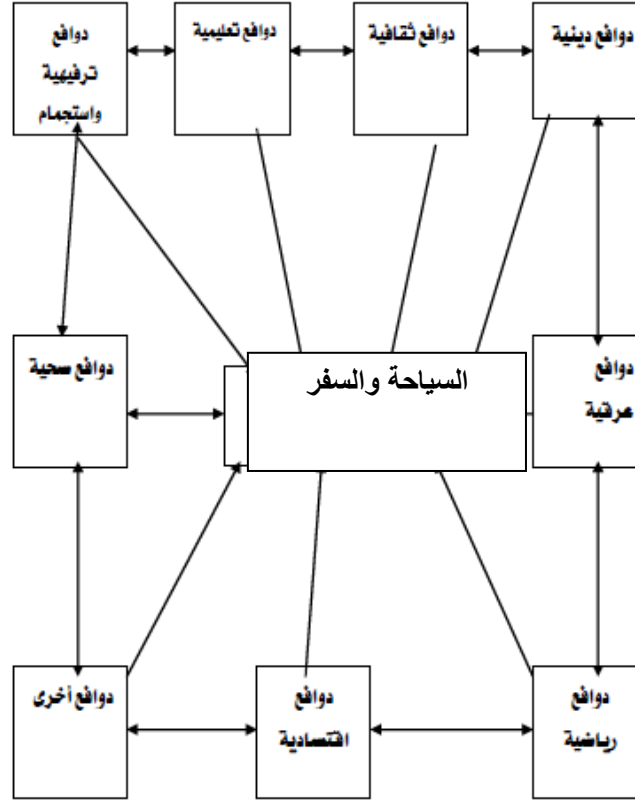 دوافع دينية
دوافع ثقافية
دوافع تعليمية
دوافع
ترفيهية
واستجمام
السياحة والسفر
دوافع
عرقية
دوافع صحية
دوافع
رياضية
دوافع
اقتصادية
دوافع أخرى